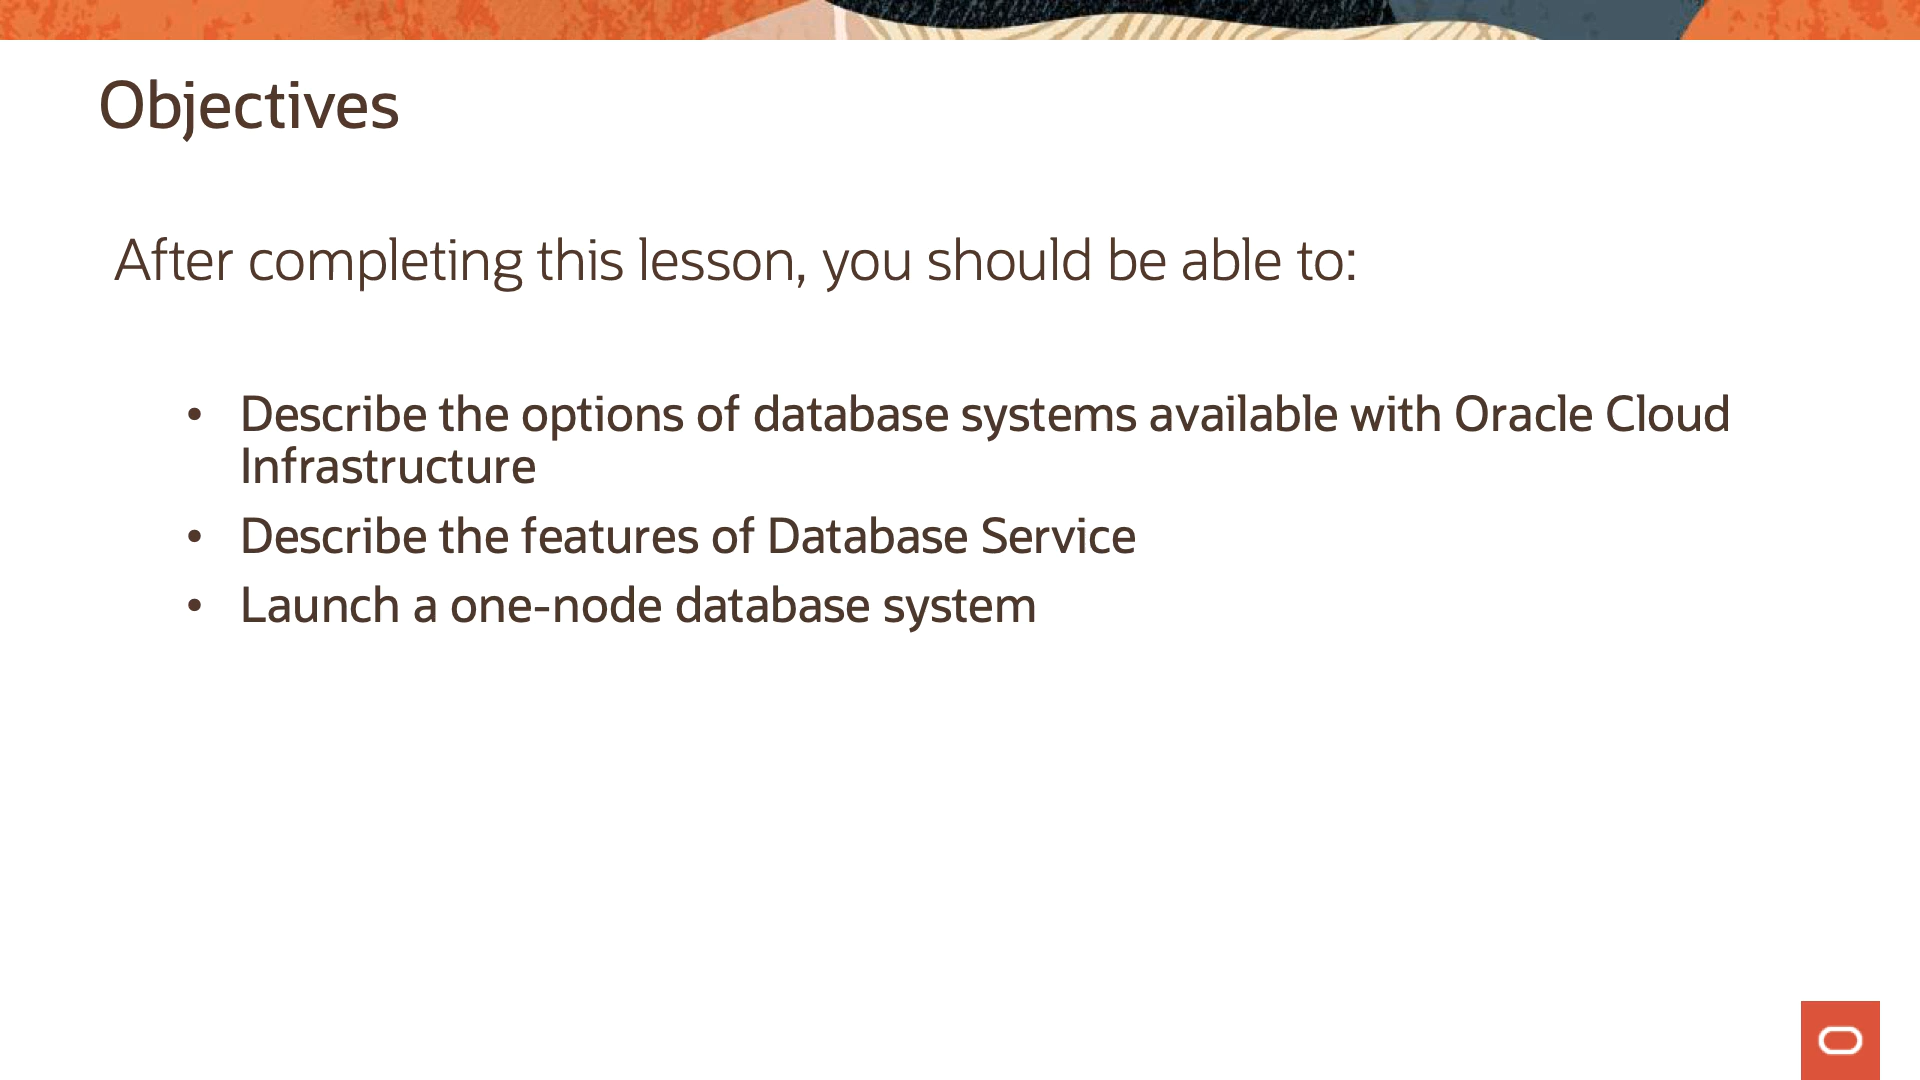 Objectives
After completing this lesson, you should be able to:
• Describe the options of database systems available with Oracle Cloud
Infrastructure
• Describe the features of Database Service
• Launch a one-node database system